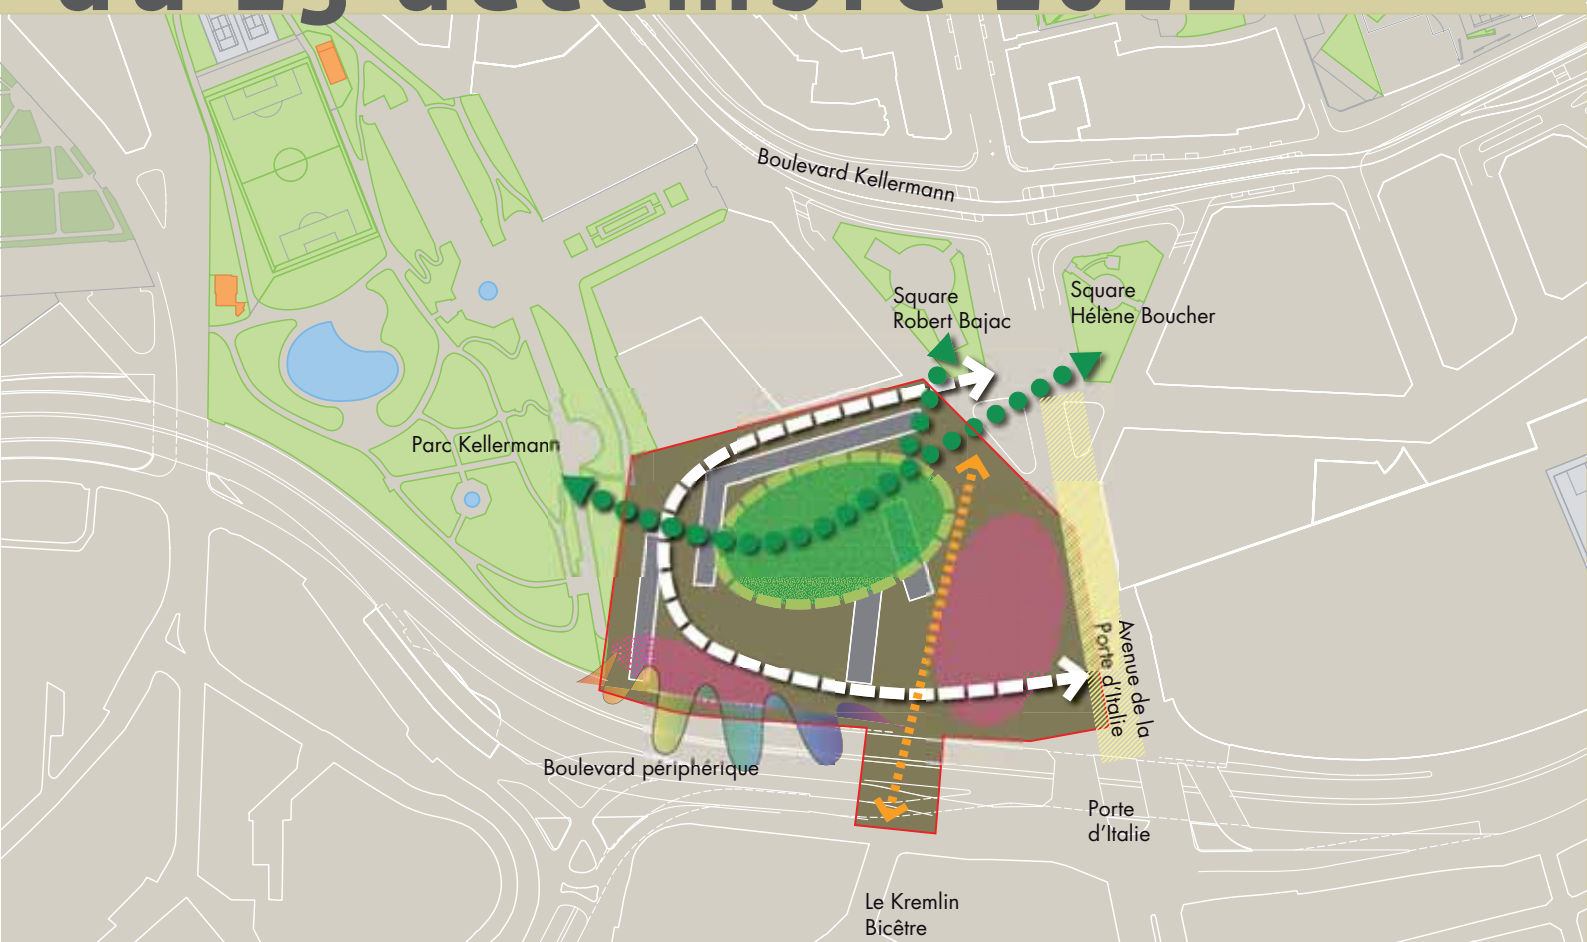 Boulevard Kellermann
Square
Robert Bajac
Square
Hélène Boucher
Parc Kellermann
Avenue de la
Porte d'Italie
Boulevard périphérique
Porte
d'Italie
Le Kremlin
Bicêtre